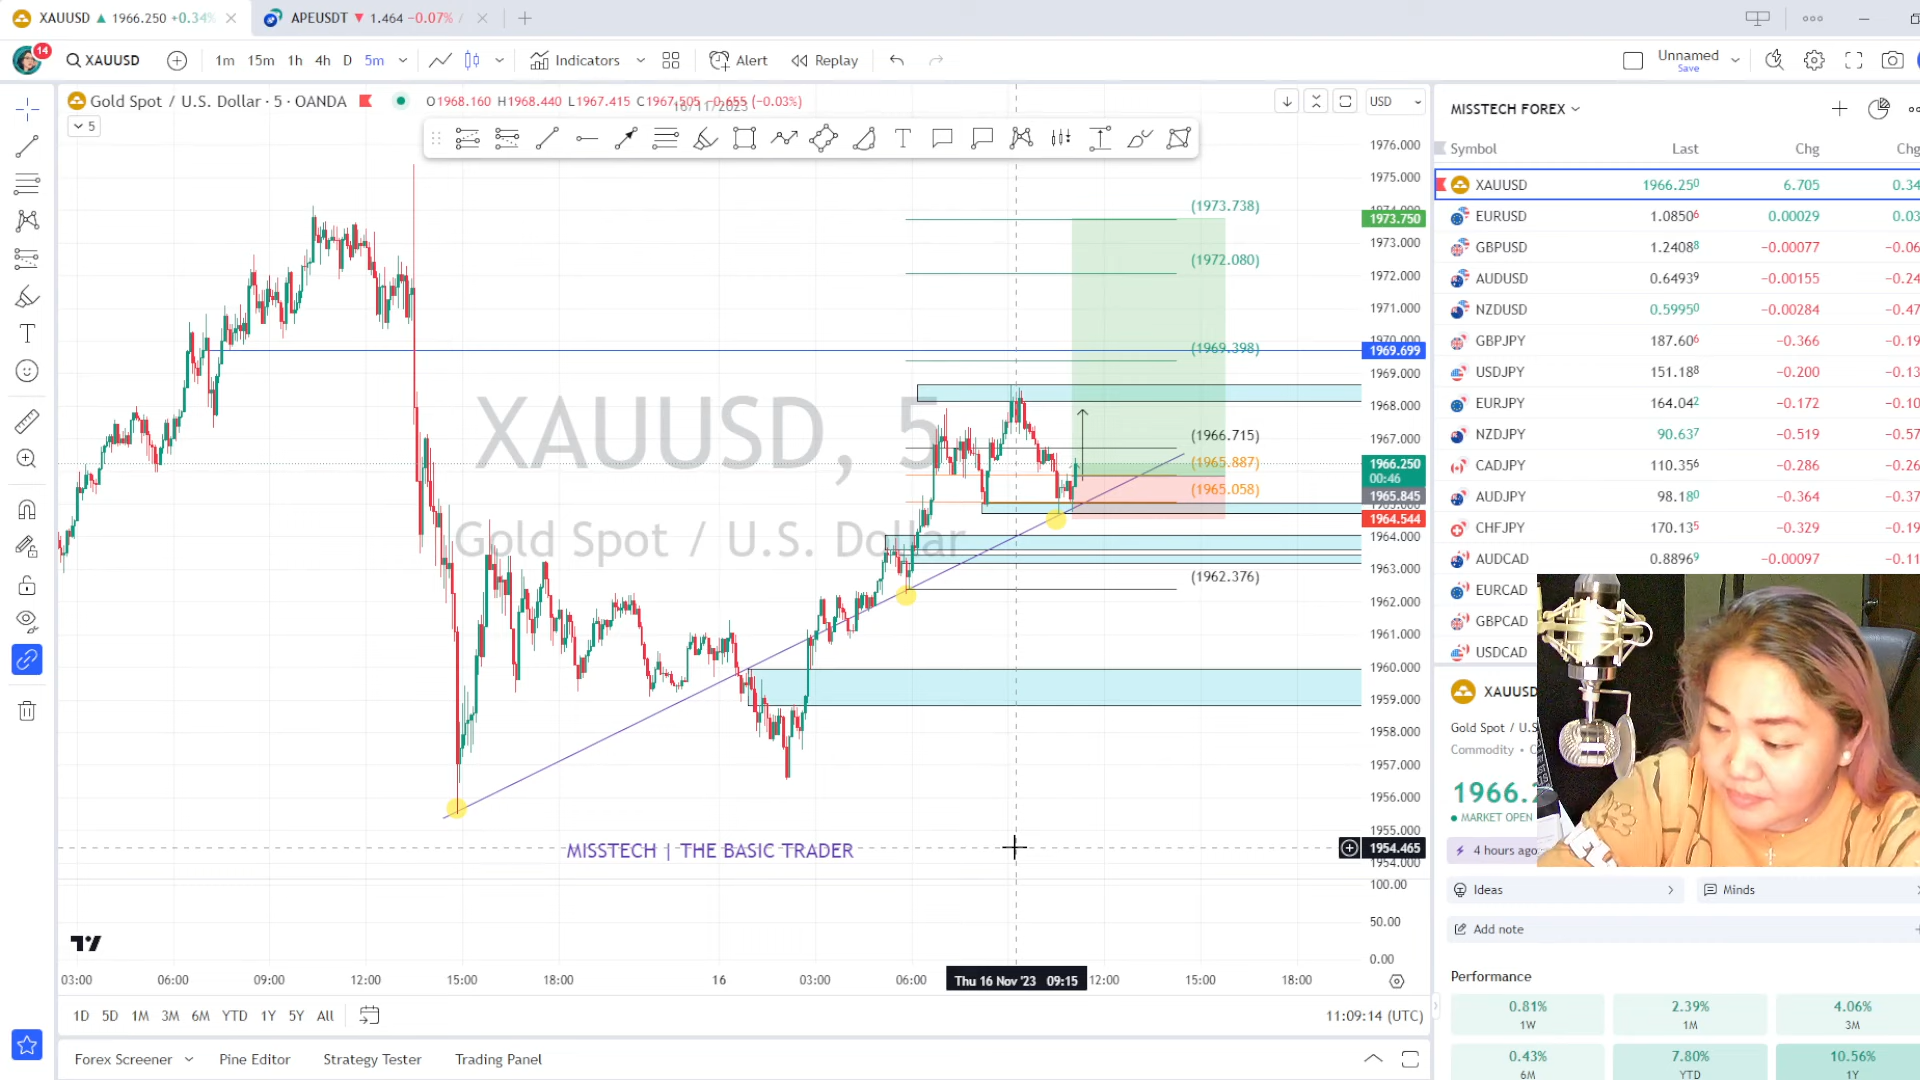 XAUUSD ▲ 1966.250 +0.34%
APEUSDT ▼ 1.464 −0.07% /
14
XAUUSD 1m 15m 1h 4h D 5m Indicators Alert Replay
Unnamed
Save
Gold Spot / U.S. Dollar · 5 · OANDA O1968.160 H1968.440 L1967.415 C1967.505 −0.655 (−0.03%)
16/11/2023
5
USD
MISSTECH FOREX
Symbol Last Chg Chg
XAUUSD 1966.250 6.705 0.34
EURUSD 1.08506 0.00029 0.03
GBPUSD 1.24088 −0.00077 −0.06
AUDUSD 0.64939 −0.00155 −0.24
NZDUSD 0.59950 −0.00284 −0.47
GBPJPY 187.606 −0.366 −0.19
USDJPY 151.188 −0.200 −0.13
EURJPY 164.042 −0.172 −0.10
NZDJPY 90.637 −0.519 −0.57
CADJPY 110.356 −0.286 −0.26
AUDJPY 98.180 −0.364 −0.37
CHFJPY 170.135 −0.329 −0.19
AUDCAD 0.88969 −0.00097 −0.11
EURCAD
GBPCAD
USDCAD
1976.000
1975.000
1973.750
1973.000
1972.000
1971.000
1969.699
1969.000
1968.000
1967.000
1966.250
00:46
1965.845
1964.544
1964.000
1963.000
1962.000
1961.000
1960.000
1959.000
1958.000
1957.000
1956.000
1955.000
1954.465
1954.000
100.00
50.00
0.00
(1973.738)
(1972.080)
(1969.398)
(1966.715)
(1965.887)
(1965.058)
(1962.376)
XAUUSD, 5
Gold Spot / U.S. Dollar
MISSTECH | THE BASIC TRADER
03:00 06:00 09:00 12:00 15:00 18:00 16 03:00 06:00 Thu 16 Nov '23 09:15 12:00 15:00 18:00
1D 5D 1M 3M 6M YTD 1Y 5Y All
11:09:14 (UTC)
Forex Screener Pine Editor Strategy Tester Trading Panel
XAUUSD
Gold Spot / U.S.
Commodity •
1966.
MARKET OPEN
4 hours ago
Ideas
Minds
Add note
Performance
0.81% 2.39% 4.06%
1W 1M 3M
0.43% 7.80% 10.56%
6M YTD 1Y